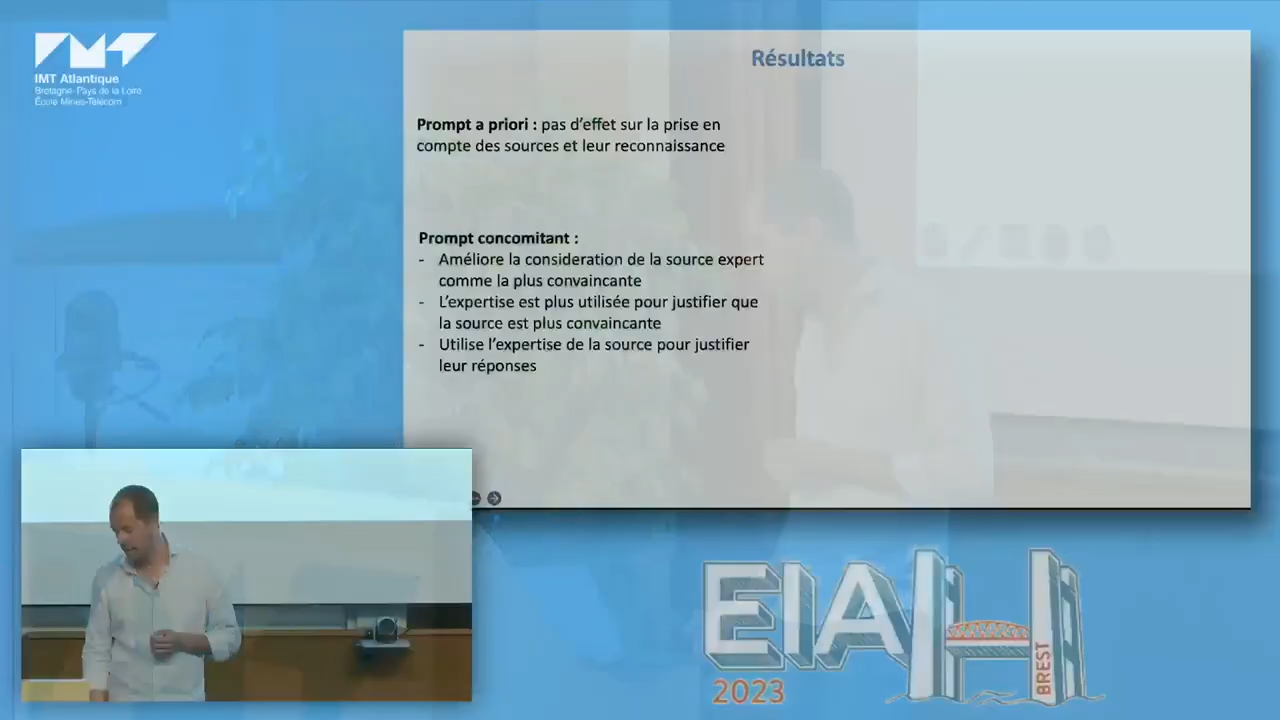 IMT Atlantique
Bretagne-Pays de la Loire
École Mines-Télécom
Résultats
Prompt a priori : pas d’effet sur la prise en
compte des sources et leur reconnaissance
Prompt concomitant :
- Améliore la consideration de la source expert
comme la plus convaincante
- L’expertise est plus utilisée pour justifier que
la source est plus convaincante
- Utilise l’expertise de la source pour justifier
leur réponses
EIAH
BREST
2023